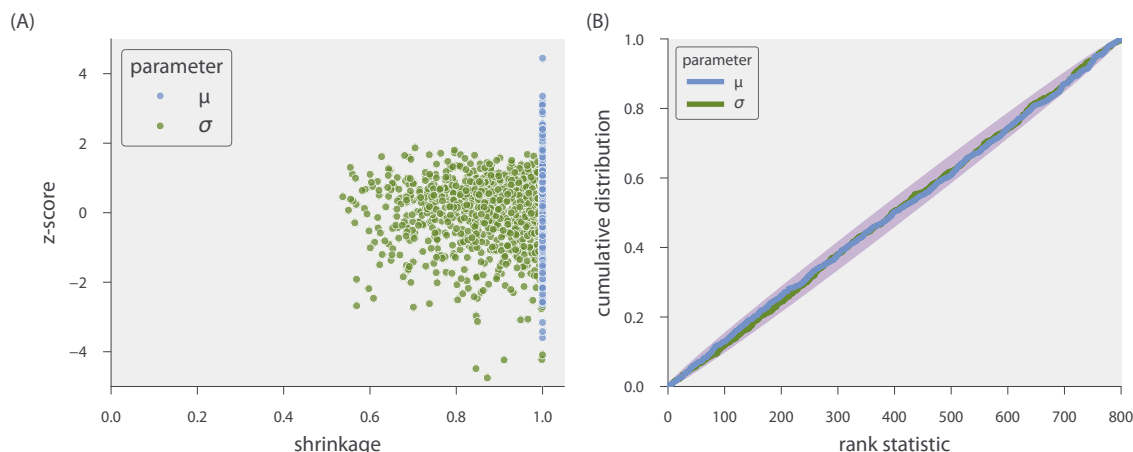 (A)
parameter
μ
σ
z-score
4
2
0
−2
−4
0.0 0.2 0.4 0.6 0.8 1.0
shrinkage
(B)
parameter
μ
σ
cumulative distribution
1.0
0.8
0.6
0.4
0.2
0.0
0 100 200 300 400 500 600 700 800
rank statistic